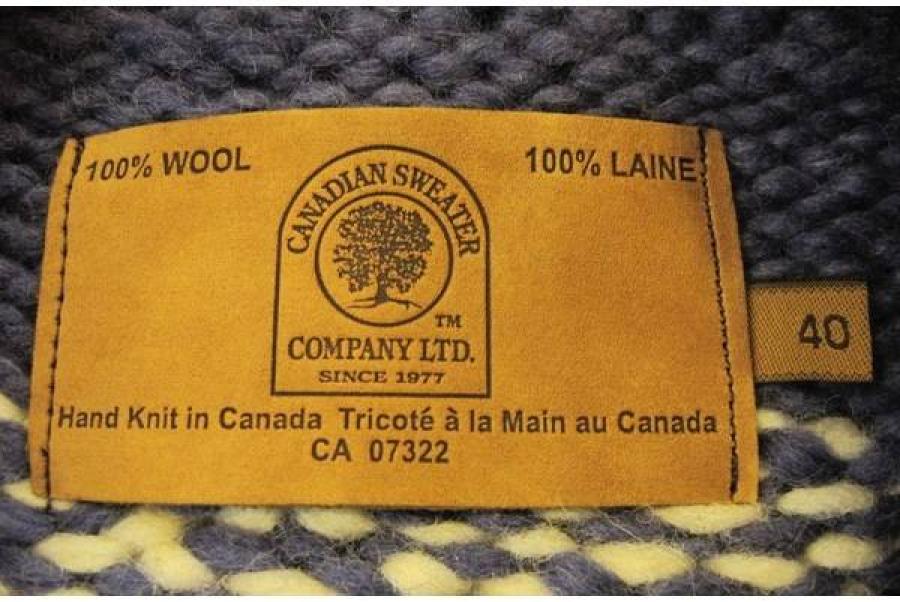 100% WOOL
100% LAINE
CANADIAN SWEATER
TM
COMPANY LTD.
SINCE 1977
Hand Knit in Canada Tricoté à la Main au Canada
CA 07322
40